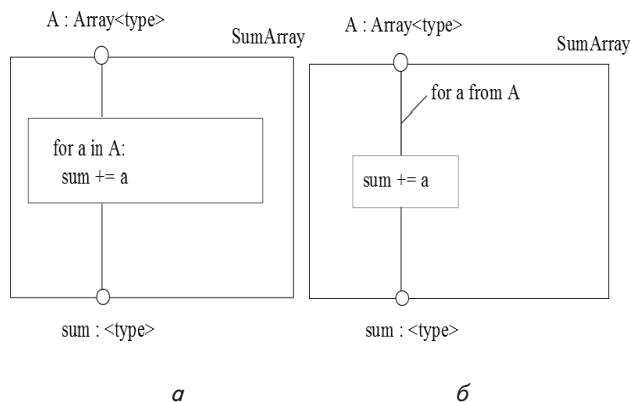 A : Array<type>
SumArray
for a in A:
sum += a
sum : <type>
а
A : Array<type>
SumArray
for a from A
sum += a
sum : <type>
б